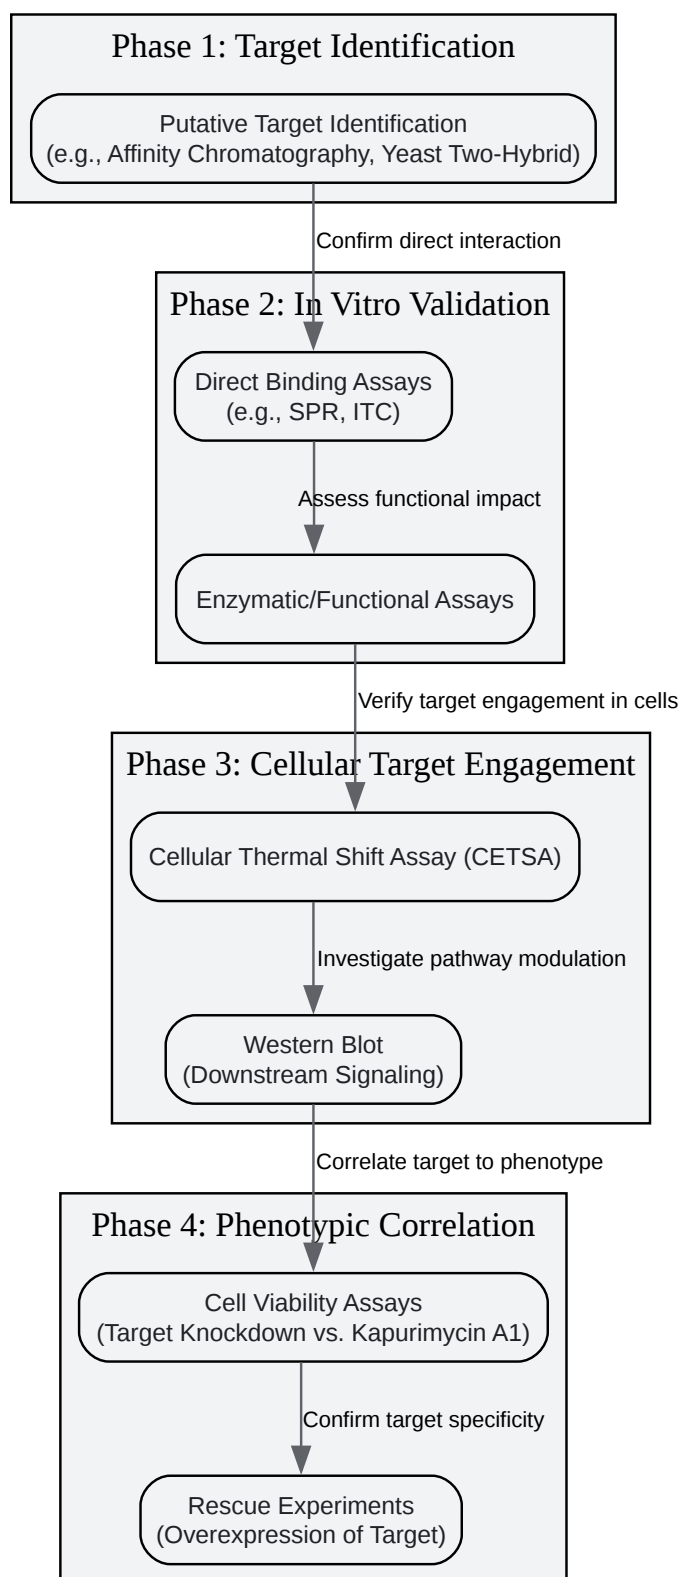 Phase 1: Target Identification
Putative Target Identification
(e.g., Affinity Chromatography, Yeast Two-Hybrid)
Confirm direct interaction
Phase 2: In Vitro Validation
Direct Binding Assays
(e.g., SPR, ITC)
Assess functional impact
Enzymatic/Functional Assays
Verify target engagement in cells
Phase 3: Cellular Target Engagement
Cellular Thermal Shift Assay (CETSA)
Investigate pathway modulation
Western Blot
(Downstream Signaling)
Correlate target to phenotype
Phase 4: Phenotypic Correlation
Cell Viability Assays
(Target Knockdown vs. Kapurimycin A1)
Confirm target specificity
Rescue Experiments
(Overexpression of Target)